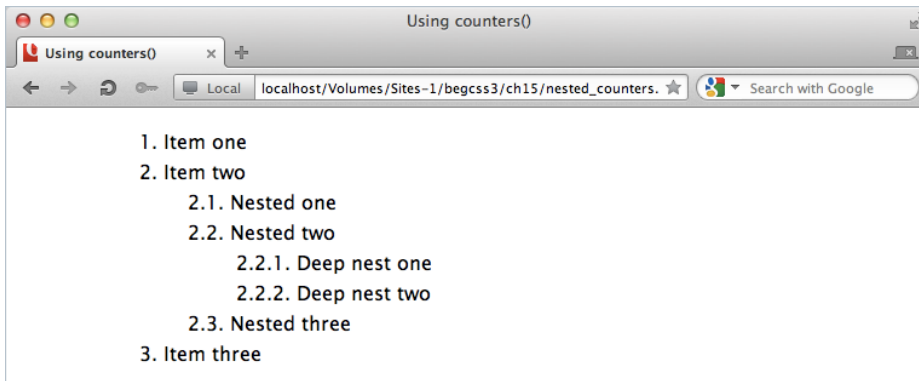 Using counters()
Using counters()
Local localhost/Volumes/Sites-1/begcss3/ch15/nested_counters. Search with Google
1. Item one
2. Item two
2.1. Nested one
2.2. Nested two
2.2.1. Deep nest one
2.2.2. Deep nest two
2.3. Nested three
3. Item three